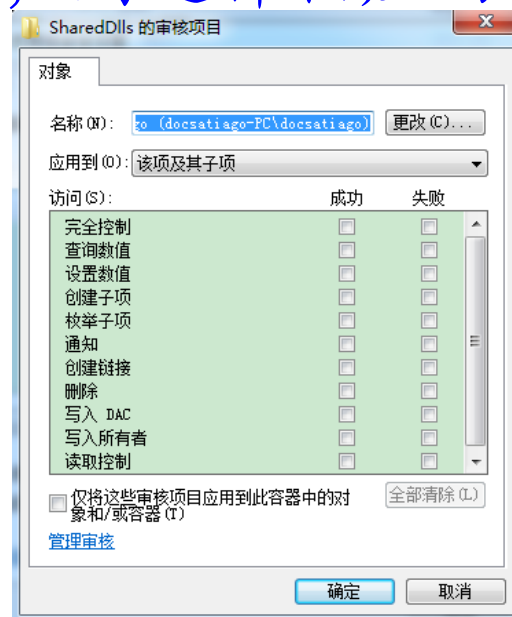 SharedDlls 的审核项目
对象
名称(N): go (docsatiago-PC\docsatiago) 更改(C)...
应用到(O): 该项及其子项
访问(S): 成功 失败
完全控制
查询数值
设置数值
创建子项
枚举子项
通知
创建链接
删除
写入 DAC
写入所有者
读取控制
仅将这些审核项目应用到此容器中的对
象和/或容器(T)
全部清除(L)
管理审核
确定 取消